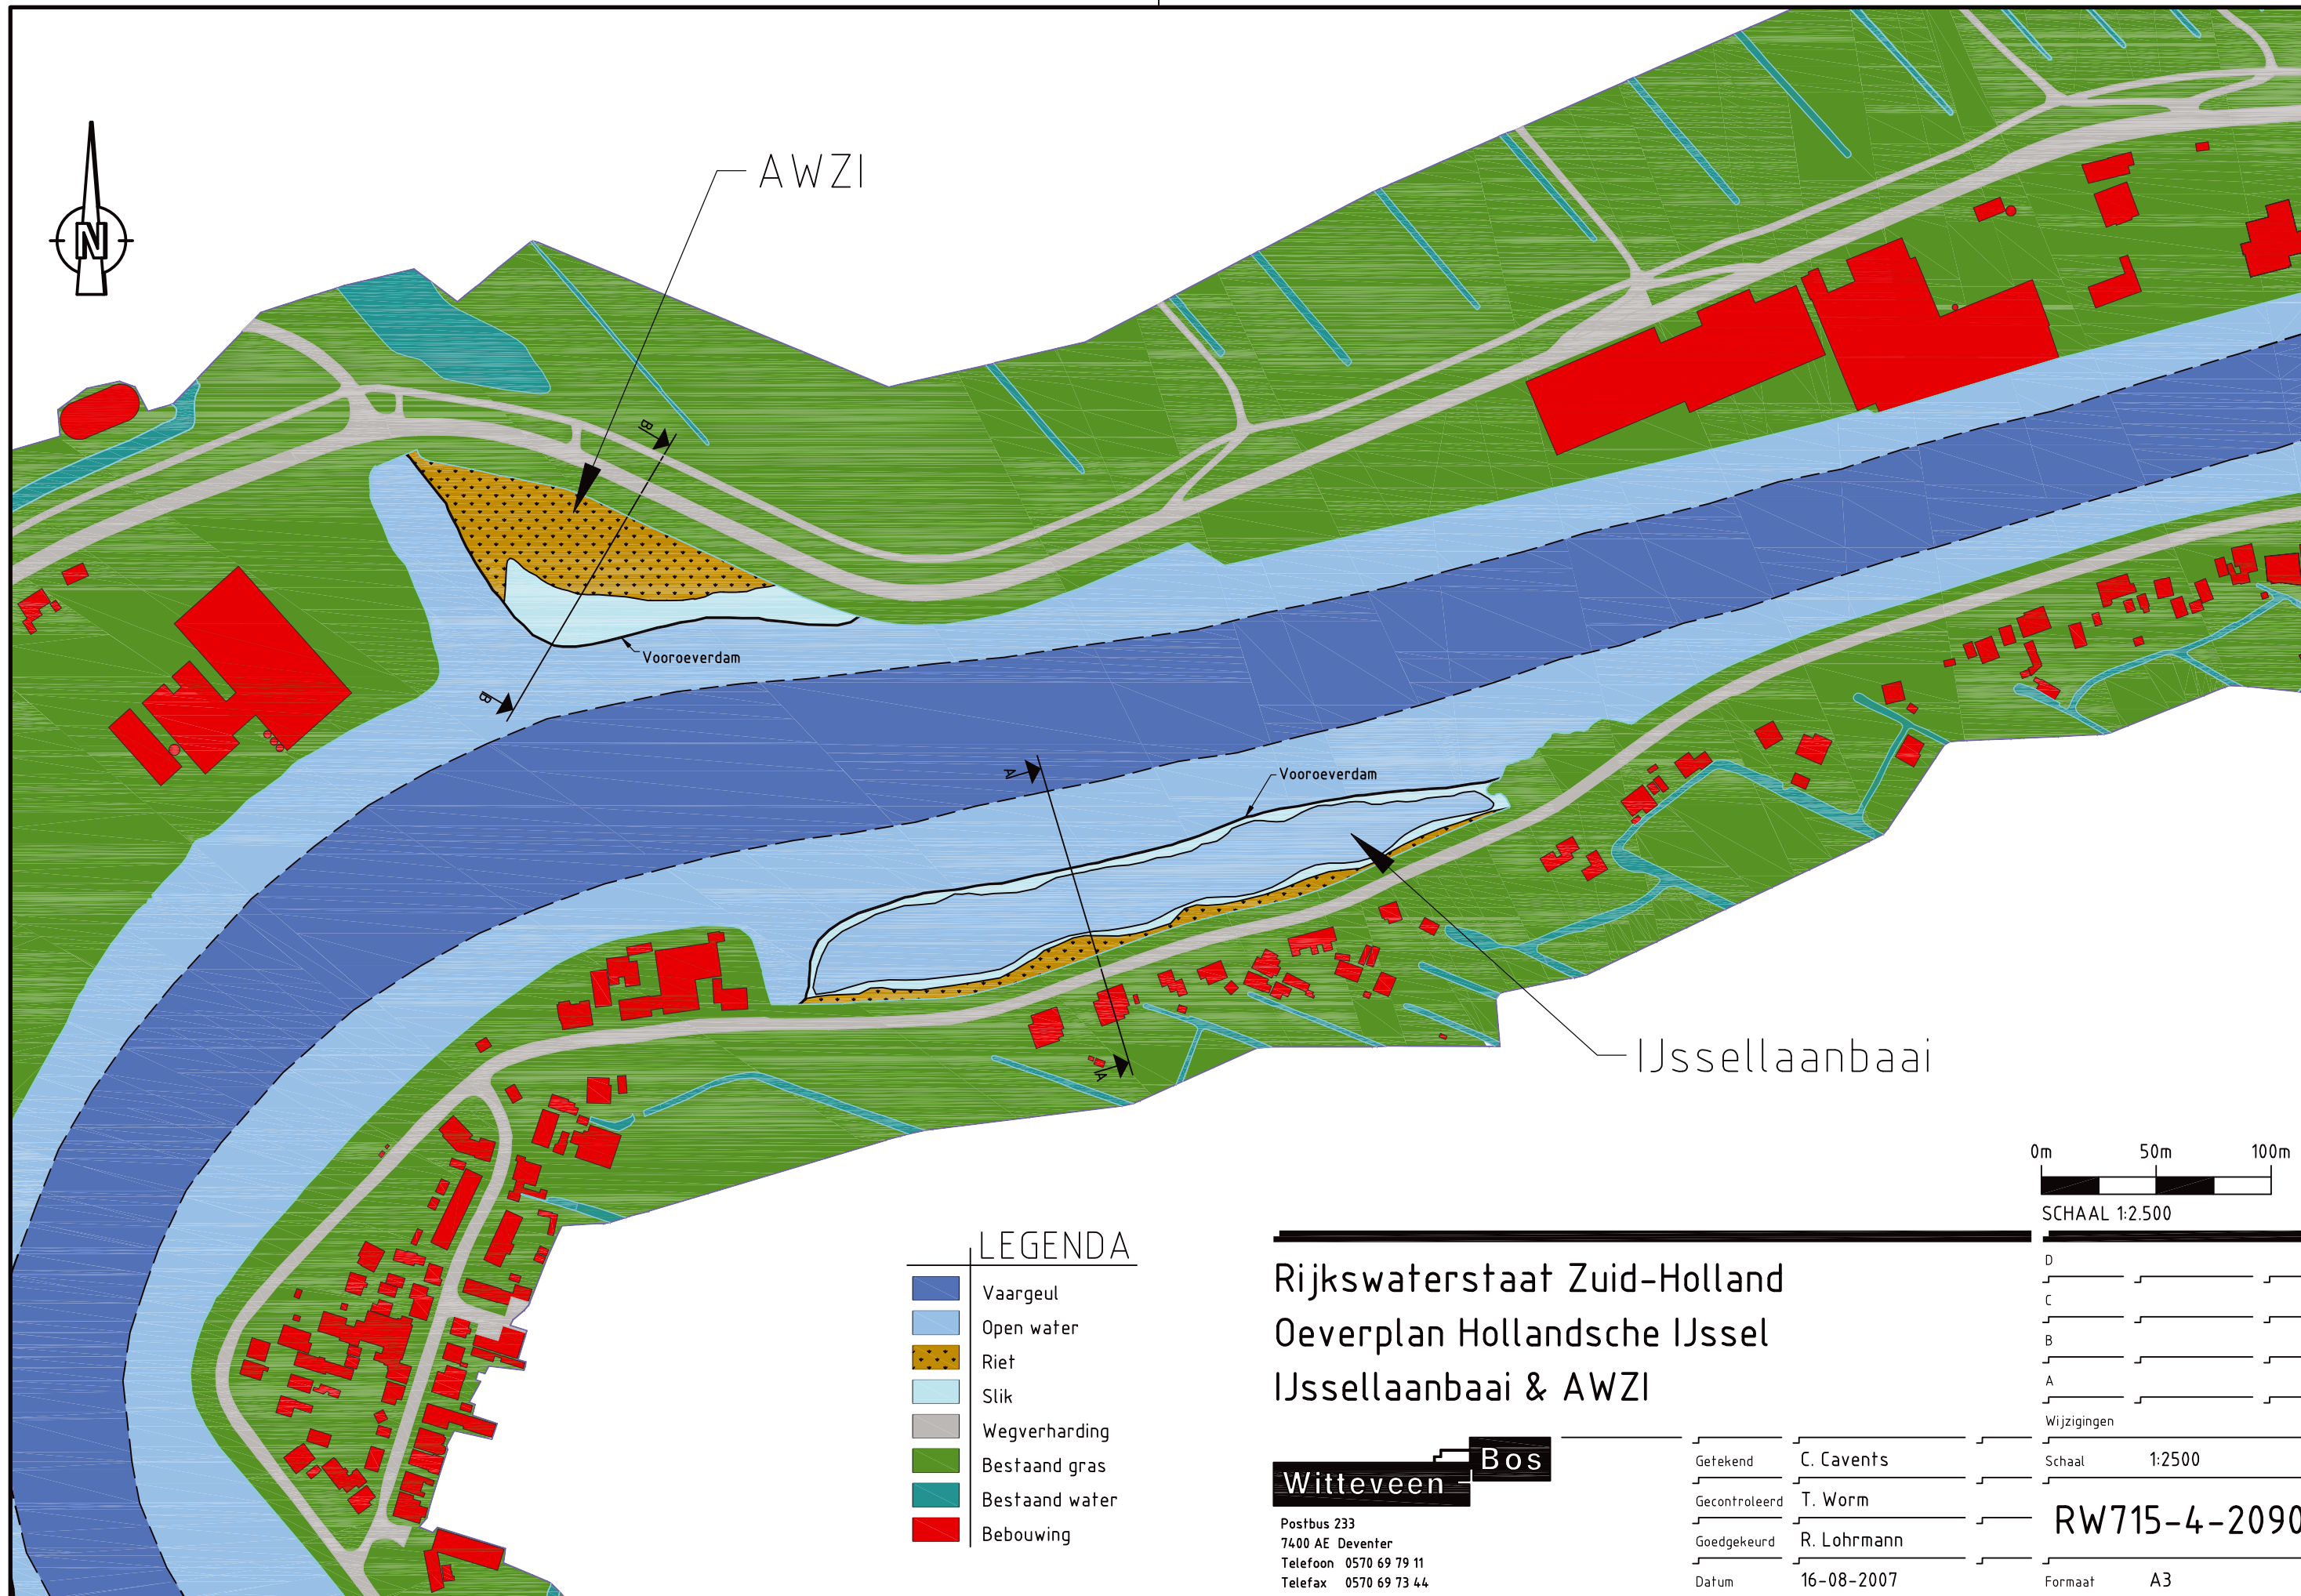 AWZI
N
B
Vooroeverdam
B
A
Vooroeverdam
A
IJssellaanbaai
0m 50m 100m
SCHAAL 1:2.500
LEGENDA
Vaargeul
Open water
Riet
Slik
Wegverharding
Bestaand gras
Bestaand water
Bebouwing
Rijkswaterstaat Zuid-Holland
Oeverplan Hollandsche IJssel
IJssellaanbaai & AWZI
Witteveen Bos
Postbus 233
7400 AE Deventer
Telefoon 0570 69 79 11
Telefax 0570 69 73 44
Getekend C. Cavents
Gecontroleerd T. Worm
Goedgekeurd R. Lohrmann
Datum 16-08-2007
D
C
B
A
Wijzigingen
Schaal 1:2500
RW715-4-2090
Formaat A3